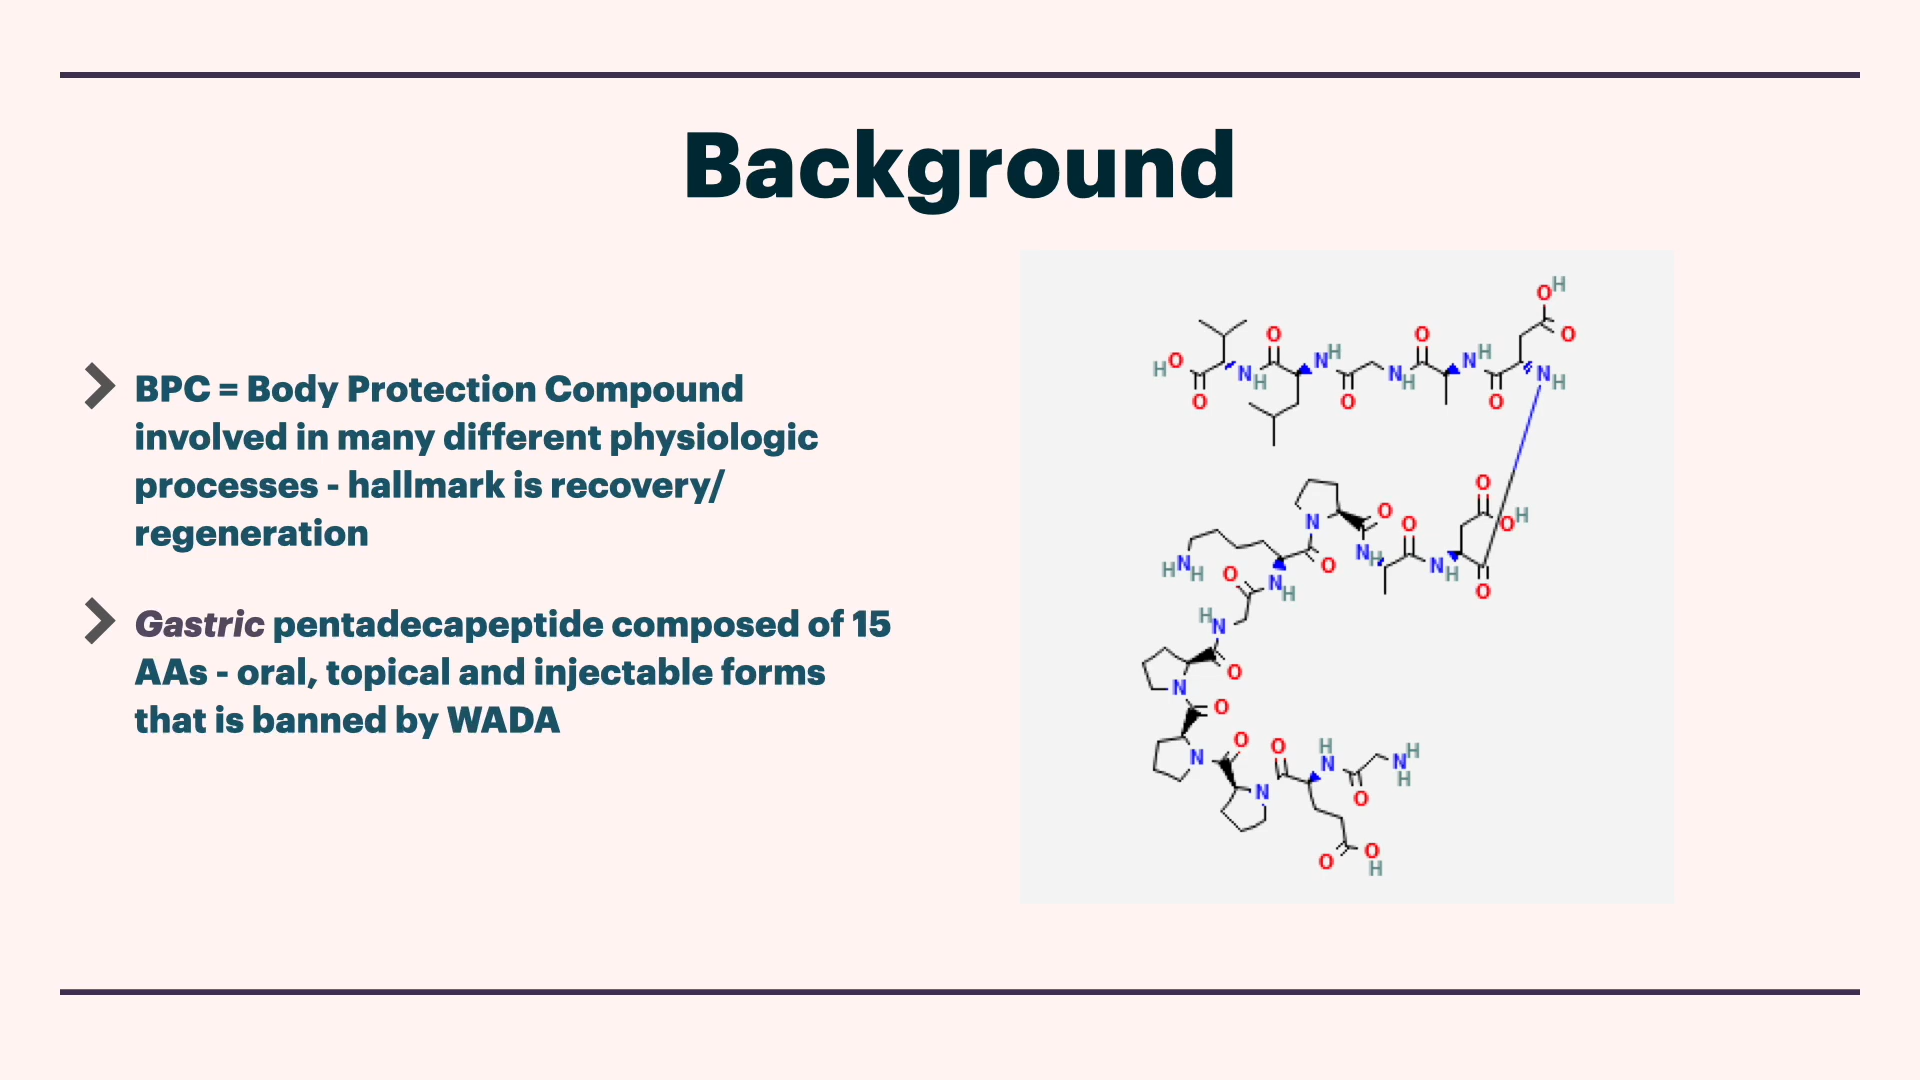 Background
BPC = Body Protection Compound
involved in many different physiologic
processes - hallmark is recovery/
regeneration
Gastric pentadecapeptide composed of 15
AAs - oral, topical and injectable forms
that is banned by WADA
O H
O
H O
O
N H
O
N H
O
N H
O
N H
O
N H
O
O H
O
N
O
N H
O
N H
O
H N H
O
N H
O
H N
O
N
O
N
O
N
O
H N
O
N H H
O
O H